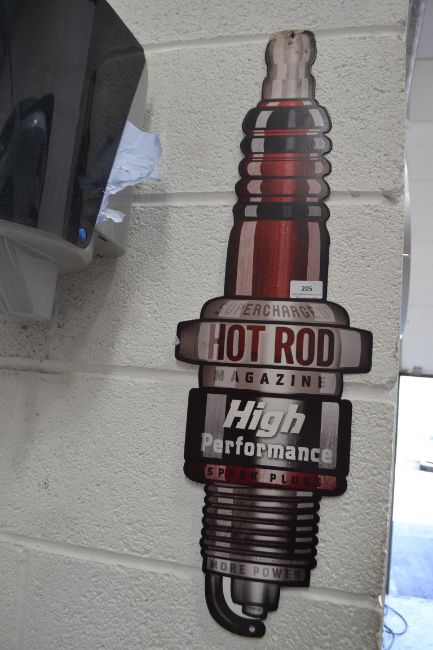 205
SUPERCHARGED
HOT ROD
MAGAZINE
High
Performance
SPARK PLUGS
MORE POWER